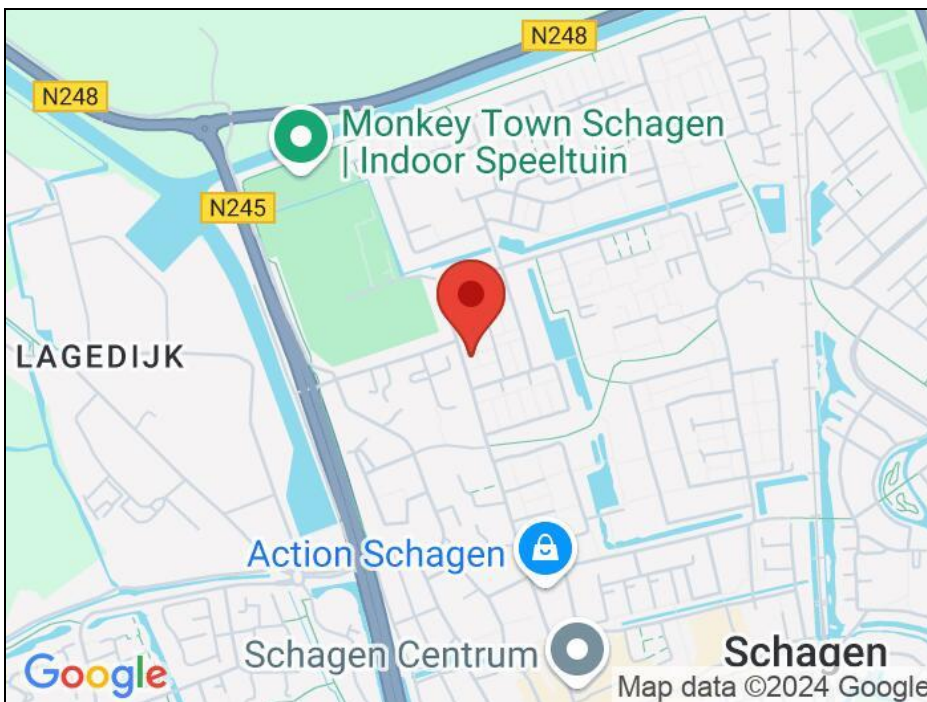 N248
N248
Monkey Town Schagen
| Indoor Speeltuin
N245
LAGEDIJK
Action Schagen
Schagen Centrum
Schagen
Google
Map data ©2024 Google